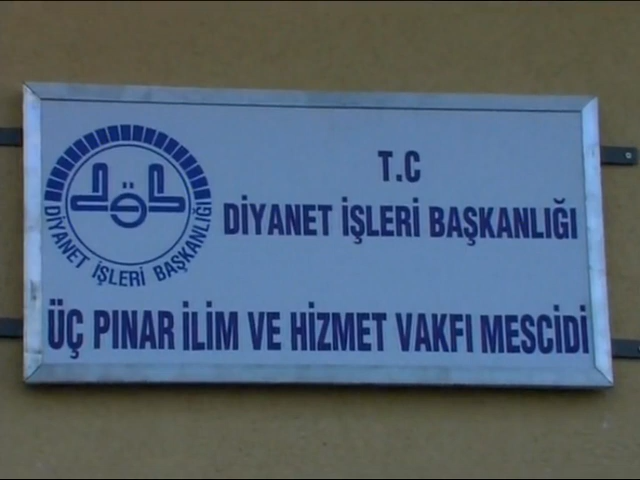 T.C
DİYANET İŞLERİ BAŞKANLIĞI
DİYANET İŞLERİ BAŞKANLIĞI
ÜÇ PINAR İLİM VE HİZMET VAKFI MESCİDİ